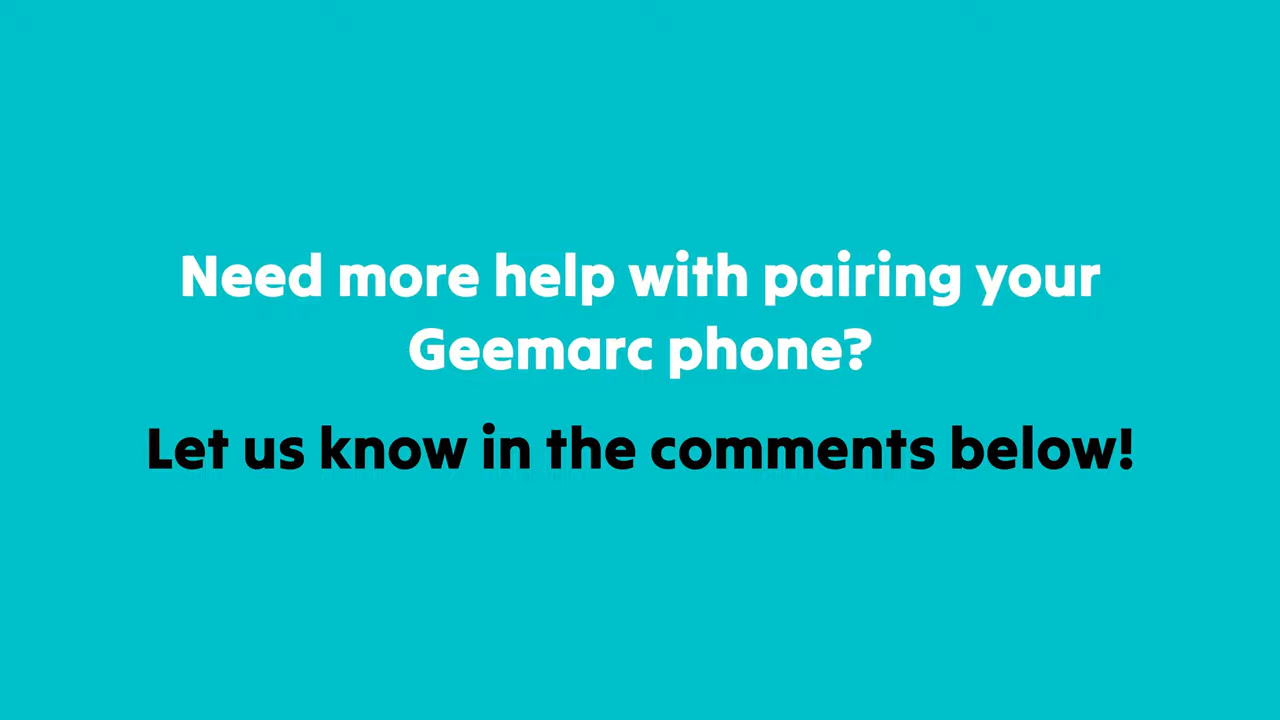 Need more help with pairing your
Geemarc phone?
Let us know in the comments below!